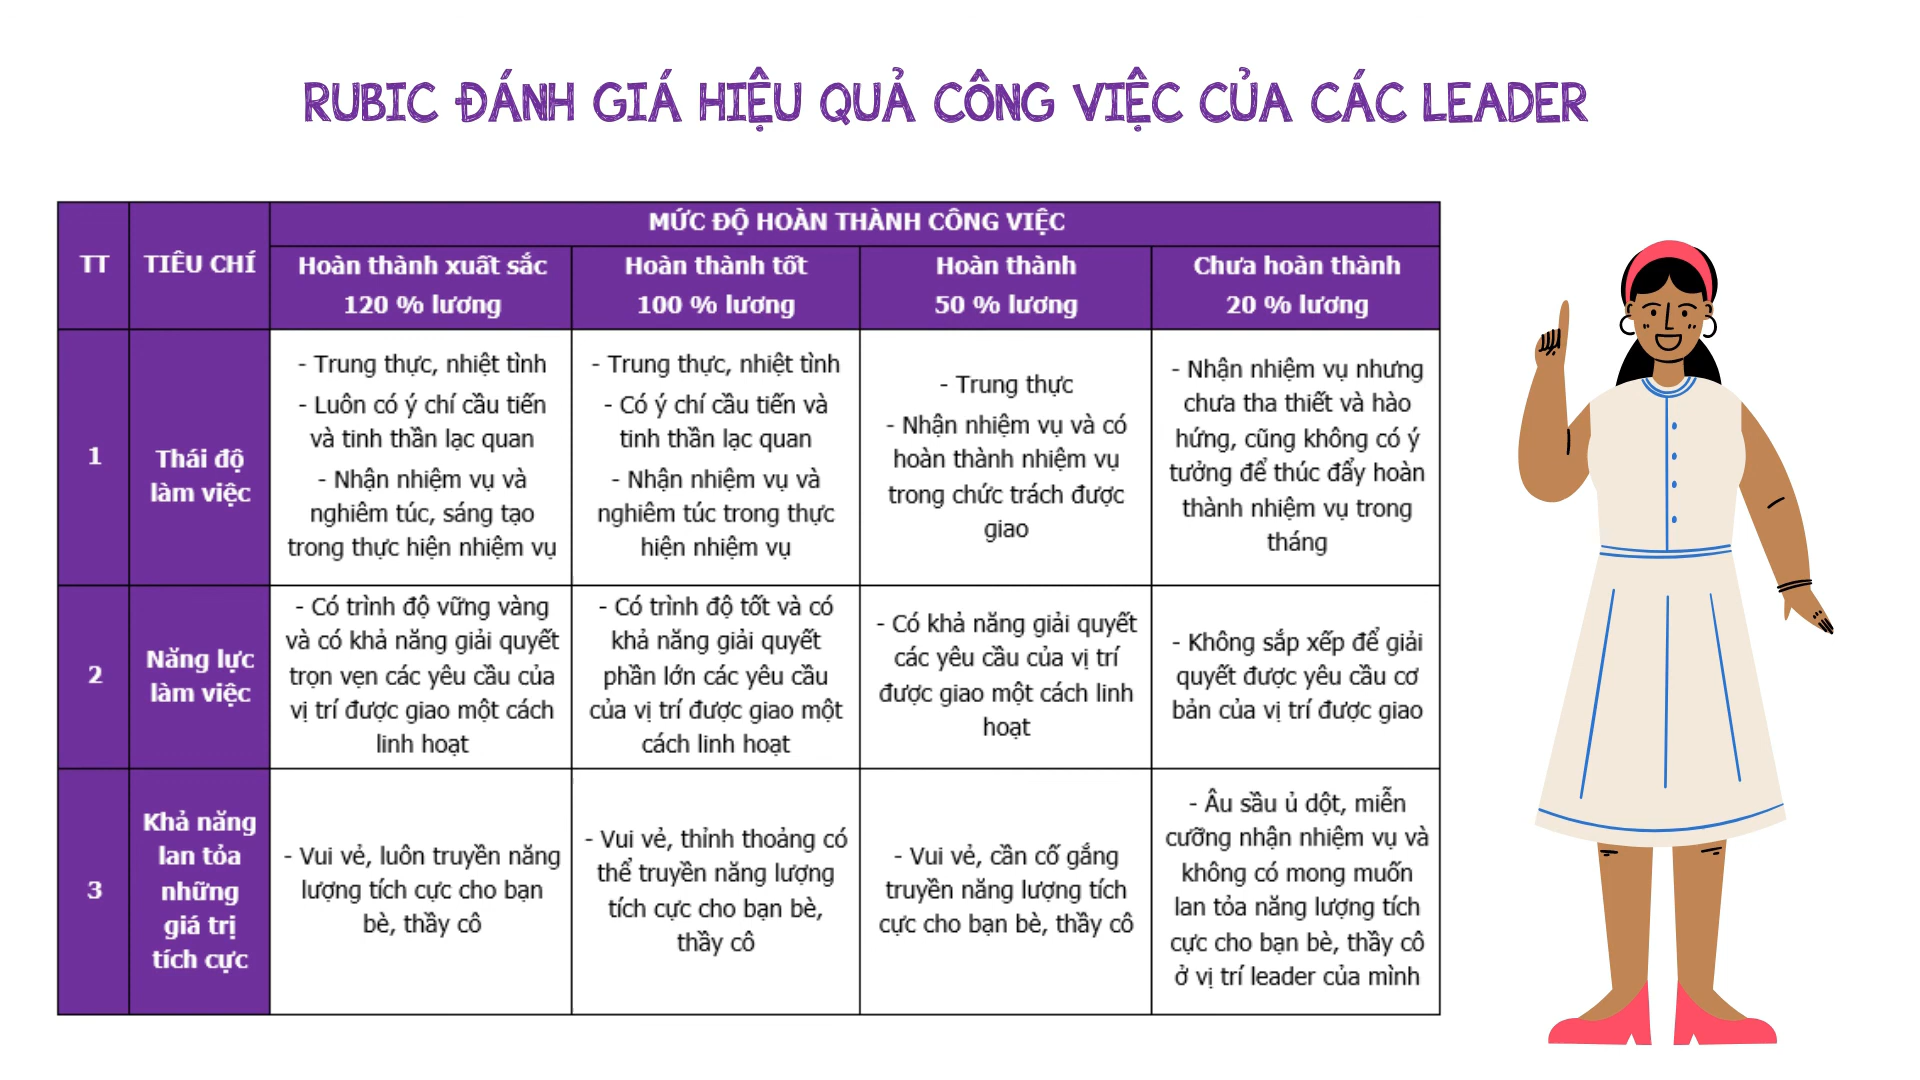 RUBIC ĐÁNH GIÁ HIỆU QUẢ CÔNG VIỆC CỦA CÁC LEADER
TT
TIÊU CHÍ
MỨC ĐỘ HOÀN THÀNH CÔNG VIỆC
Hoàn thành xuất sắc
120 % lương
Hoàn thành tốt
100 % lương
Hoàn thành
50 % lương
Chưa hoàn thành
20 % lương
1
Thái độ
làm việc
- Trung thực, nhiệt tình
- Luôn có ý chí cầu tiến
và tinh thần lạc quan
- Nhận nhiệm vụ và
nghiêm túc, sáng tạo
trong thực hiện nhiệm vụ
- Trung thực, nhiệt tình
- Có ý chí cầu tiến và
tinh thần lạc quan
- Nhận nhiệm vụ và
nghiêm túc trong thực
hiện nhiệm vụ
- Trung thực
- Nhận nhiệm vụ và có
hoàn thành nhiệm vụ
trong chức trách được
giao
- Nhận nhiệm vụ nhưng
chưa tha thiết và hào
hứng, cũng không có ý
tưởng để thúc đẩy hoàn
thành nhiệm vụ trong
tháng
2
Năng lực
làm việc
- Có trình độ vững vàng
và có khả năng giải quyết
trọn vẹn các yêu cầu của
vị trí được giao một cách
linh hoạt
- Có trình độ tốt và có
khả năng giải quyết
phần lớn các yêu cầu
của vị trí được giao một
cách linh hoạt
- Có khả năng giải quyết
các yêu cầu của vị trí
được giao một cách linh
hoạt
- Không sắp xếp để giải
quyết được yêu cầu cơ
bản của vị trí được giao
3
Khả năng
lan tỏa
những
giá trị
tích cực
- Vui vẻ, luôn truyền năng
lượng tích cực cho bạn
bè, thầy cô
- Vui vẻ, thỉnh thoảng có
thể truyền năng lượng
tích cực cho bạn bè,
thầy cô
- Vui vẻ, cần cố gắng
truyền năng lượng tích
cực cho bạn bè, thầy cô
- Âu sầu ủ dột, miễn
cưỡng nhận nhiệm vụ và
không có mong muốn
lan tỏa năng lượng tích
cực cho bạn bè, thầy cô
ở vị trí leader của mình